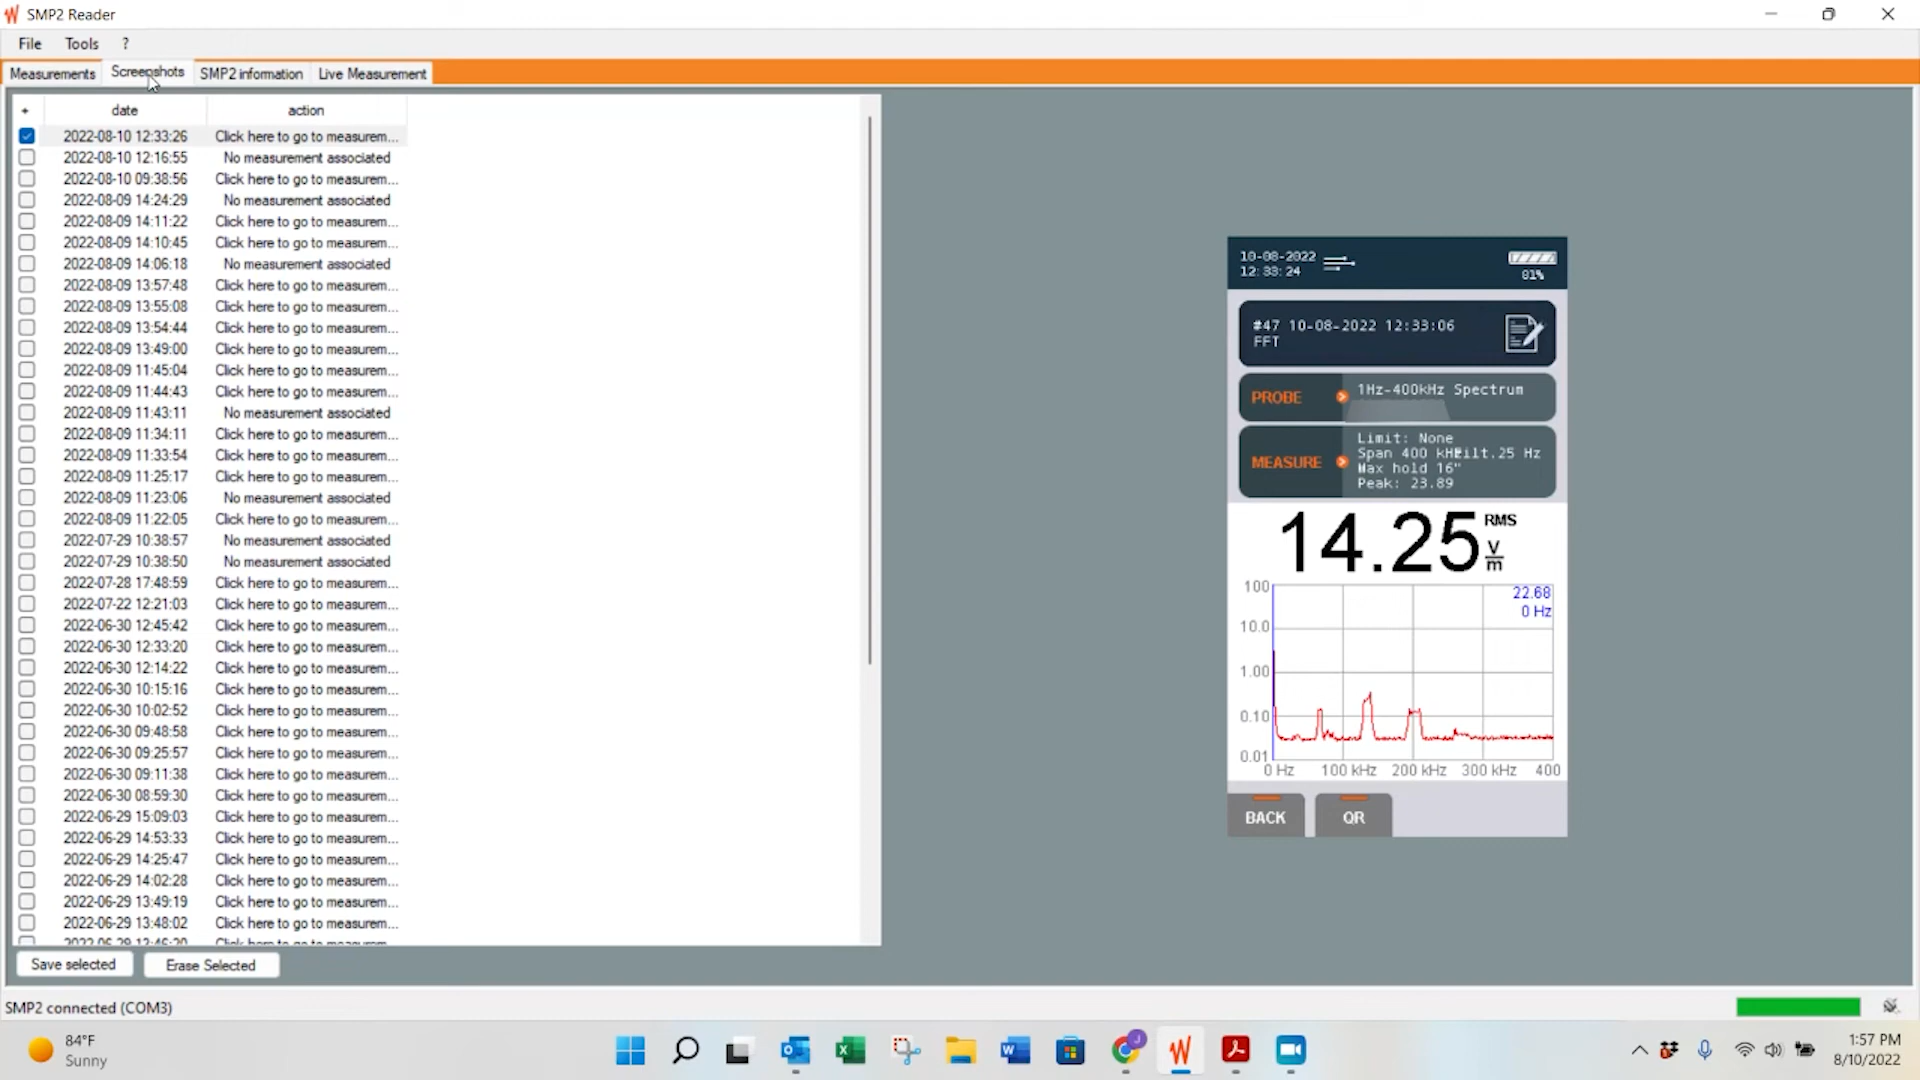 SMP2 Reader
File Tools ?
Measurements Screenshots SMP2 information Live Measurement
+ date action
2022-08-10 12:33:26 Click here to go to measurem...
2022-08-10 12:16:55 No measurement associated
2022-08-10 09:38:56 Click here to go to measurem...
2022-08-09 14:24:29 No measurement associated
2022-08-09 14:11:22 Click here to go to measurem...
2022-08-09 14:10:45 Click here to go to measurem...
2022-08-09 14:06:18 No measurement associated
2022-08-09 13:57:48 Click here to go to measurem...
2022-08-09 13:55:08 Click here to go to measurem...
2022-08-09 13:54:44 Click here to go to measurem...
2022-08-09 13:49:00 Click here to go to measurem...
2022-08-09 11:45:04 Click here to go to measurem...
2022-08-09 11:44:43 Click here to go to measurem...
2022-08-09 11:43:11 No measurement associated
2022-08-09 11:34:11 Click here to go to measurem...
2022-08-09 11:33:54 Click here to go to measurem...
2022-08-09 11:25:17 Click here to go to measurem...
2022-08-09 11:23:06 No measurement associated
2022-08-09 11:22:05 Click here to go to measurem...
2022-07-29 10:38:57 No measurement associated
2022-07-29 10:38:50 No measurement associated
2022-07-28 17:48:59 Click here to go to measurem...
2022-07-22 12:21:03 Click here to go to measurem...
2022-06-30 12:45:42 Click here to go to measurem...
2022-06-30 12:33:20 Click here to go to measurem...
2022-06-30 12:14:22 Click here to go to measurem...
2022-06-30 10:15:16 Click here to go to measurem...
2022-06-30 10:02:52 Click here to go to measurem...
2022-06-30 09:48:58 Click here to go to measurem...
2022-06-30 09:25:57 Click here to go to measurem...
2022-06-30 09:11:38 Click here to go to measurem...
2022-06-30 08:59:30 Click here to go to measurem...
2022-06-29 15:09:03 Click here to go to measurem...
2022-06-29 14:53:33 Click here to go to measurem...
2022-06-29 14:25:47 Click here to go to measurem...
2022-06-29 14:02:28 Click here to go to measurem...
2022-06-29 13:49:19 Click here to go to measurem...
2022-06-29 13:48:02 Click here to go to measurem...
Save selected Erase Selected
10-08-2022
12:33:24
81%
#47 10-08-2022 12:33:06
FFT
PROBE 1Hz-400kHz Spectrum
MEASURE
Limit: None
Span 400 kHz Filt.25 Hz
Max hold 16"
Peak: 23.89
14.25 RMS V/m
100
10.0
1.00
0.10
0.01
22.68
0 Hz
0 Hz 100 kHz 200 kHz 300 kHz 400
BACK QR
SMP2 connected (COM3)
84°F
Sunny
1:57 PM
8/10/2022